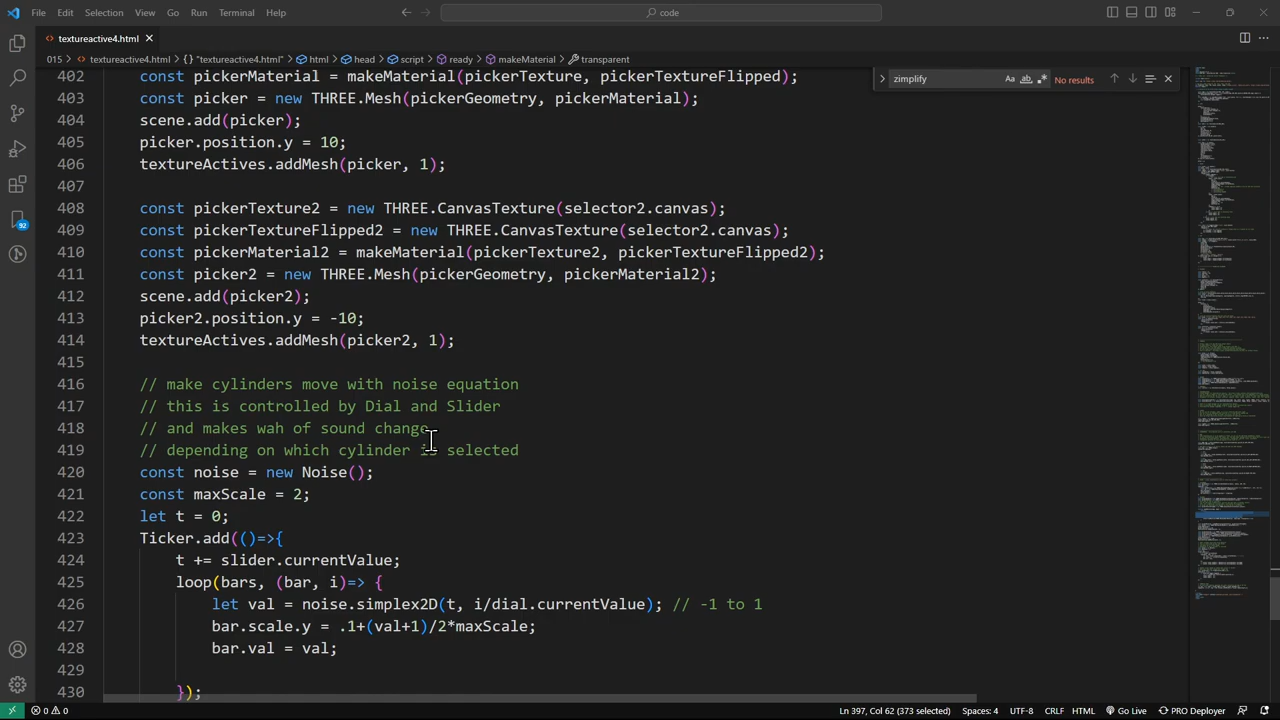 File Edit Selection View Go Run Terminal Help
code
textureactive4.html
015 textureactive4.html "textureactive4.html" html head script ready makeMaterial transparent
zimplify Aa ab .* No results
402 const pickerMaterial = makeMaterial(pickerTexture, pickerTextureFlipped);
403 const picker = new THREE.Mesh(pickerGeometry, pickerMaterial);
404 scene.add(picker);
405 picker.position.y = 10;
406 textureActives.addMesh(picker, 1);
407
408 const pickerTexture2 = new THREE.CanvasTexture(selector2.canvas);
409 const pickerTextureFlipped2 = new THREE.CanvasTexture(selector2.canvas);
410 const pickerMaterial2 = makeMaterial(pickerTexture2, pickerTextureFlipped2);
411 const picker2 = new THREE.Mesh(pickerGeometry, pickerMaterial2);
412 scene.add(picker2);
413 picker2.position.y = -10;
414 textureActives.addMesh(picker2, 1);
415
416 // make cylinders move with noise equation
417 // this is controlled by Dial and Slider
418 // and makes wah of sound change
419 // depending on which cylinder is selected
420 const noise = new Noise();
421 const maxScale = 2;
422 let t = 0;
423 Ticker.add(()=>{
424 t += slider.currentValue;
425 loop(bars, (bar, i)=> {
426 let val = noise.simplex2D(t, i/dial.currentValue); // -1 to 1
427 bar.scale.y = .1+(val+1)/2*maxScale;
428 bar.val = val;
429
430 });
92
0 0 Ln 397, Col 62 (373 selected) Spaces: 4 UTF-8 CRLF HTML Go Live PRO Deployer